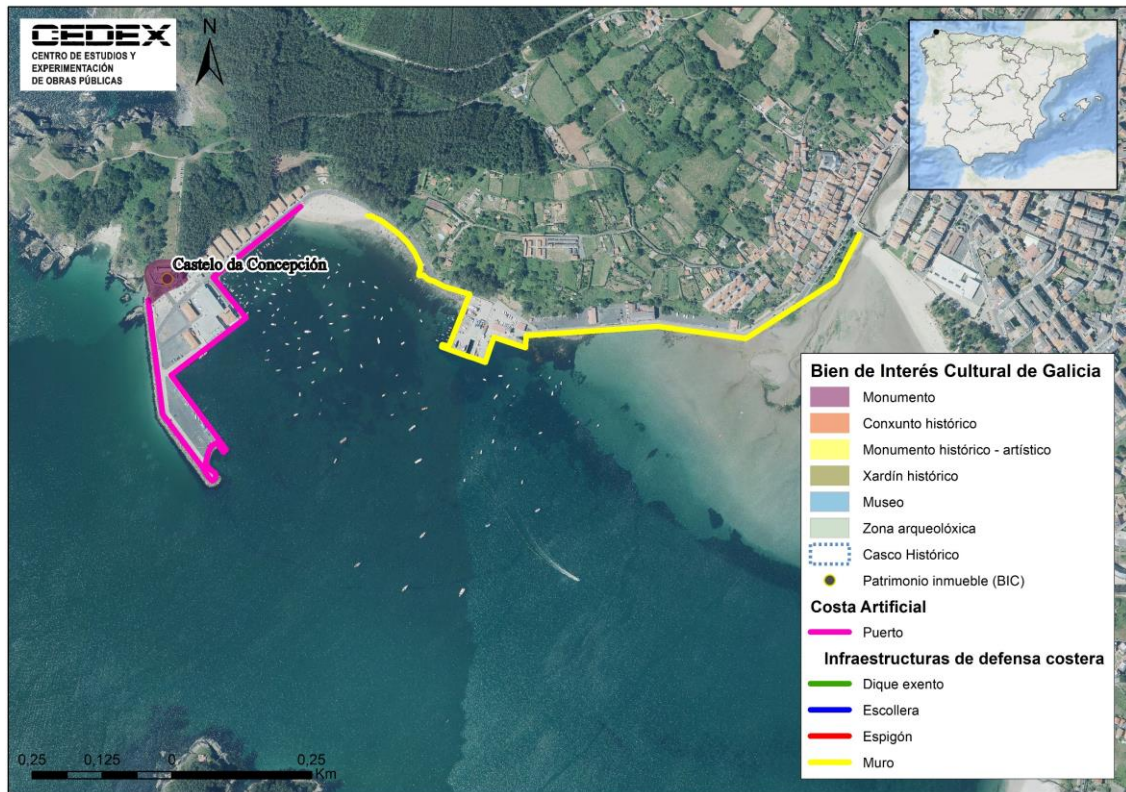 CEDEX
CENTRO DE ESTUDIOS Y
EXPERIMENTACIÓN
DE OBRAS PÚBLICAS
N
Castelo da Concepción
Bien de Interés Cultural de Galicia
Monumento
Conxunto histórico
Monumento histórico - artístico
Xardín histórico
Museo
Zona arqueolóxica
Casco Histórico
Patrimonio inmueble (BIC)
Costa Artificial
Puerto
Infraestructuras de defensa costera
Dique exento
Escollera
Espigón
Muro
0,25 0,125 0 0,25
Km